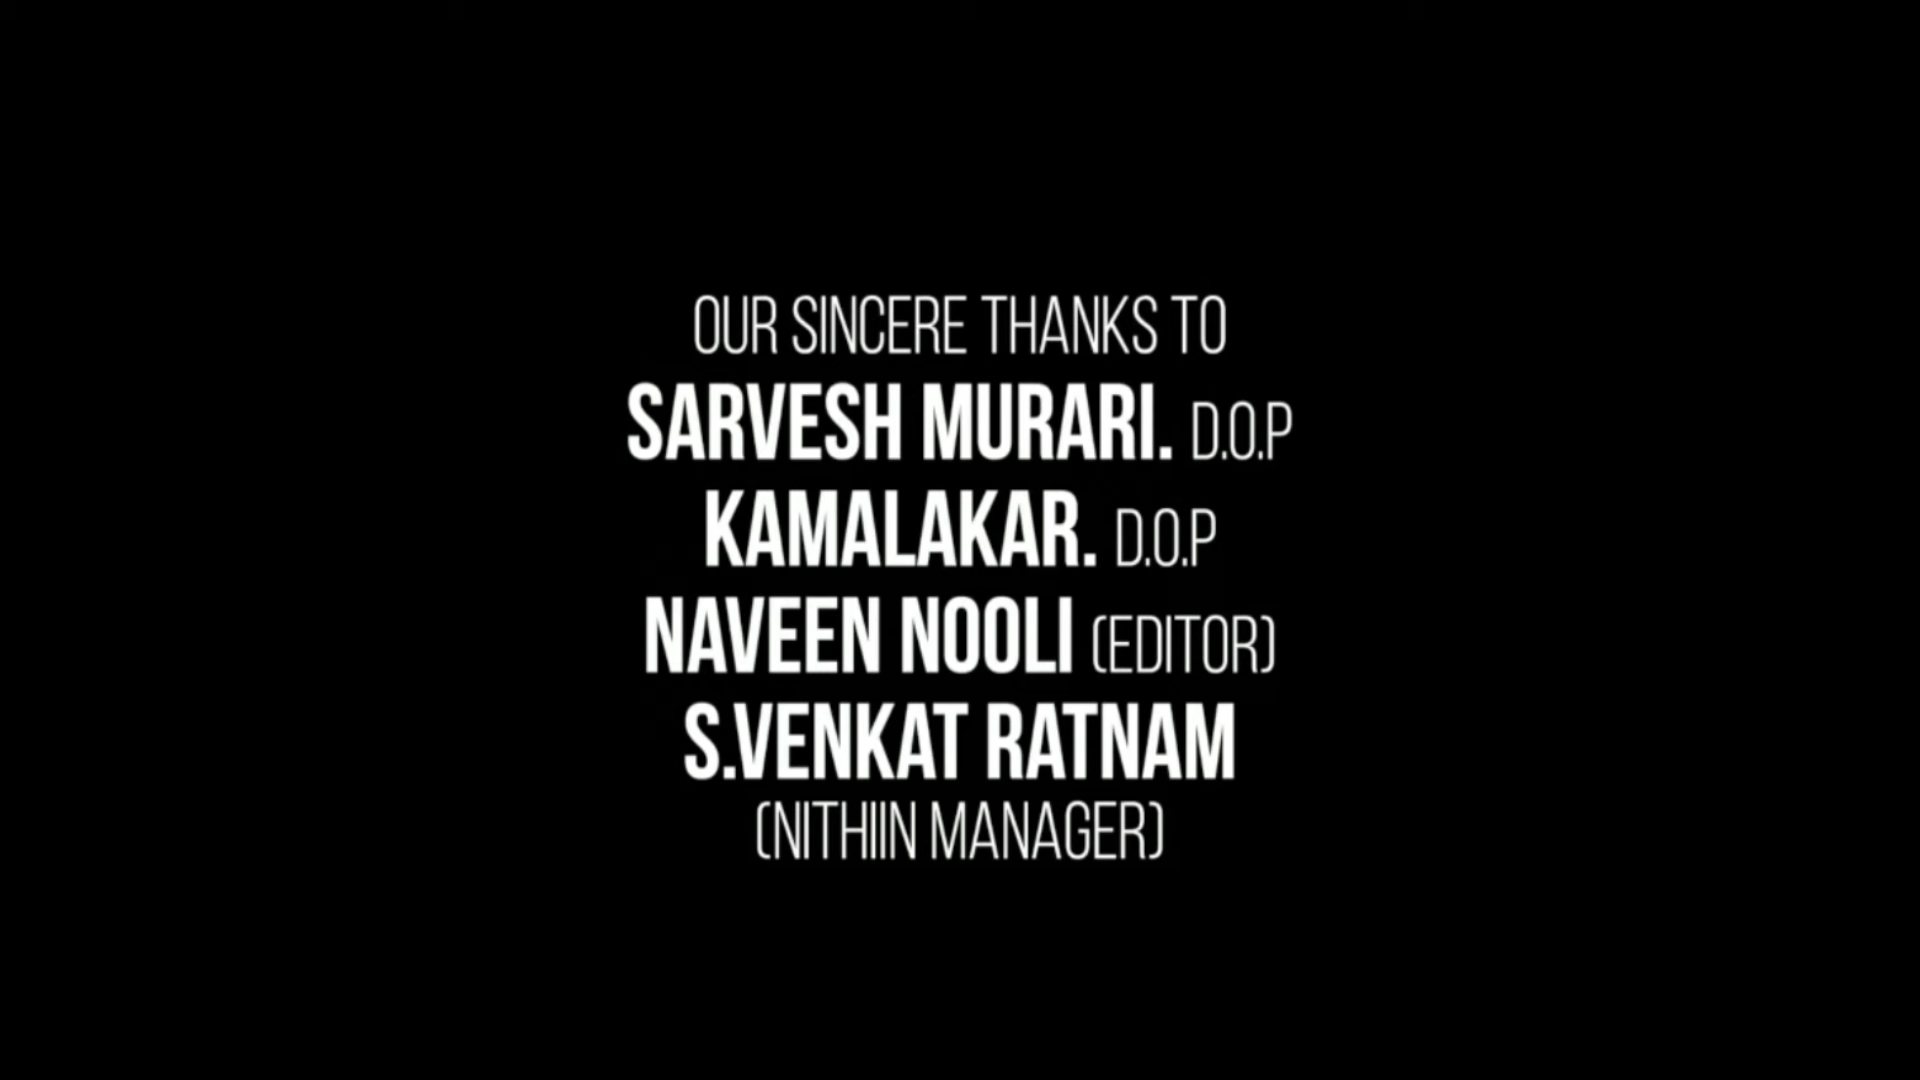 OUR SINCERE THANKS TO
SARVESH MURARI. D.O.P
KAMALAKAR. D.O.P
NAVEEN NOOLI (EDITOR)
S.VENKAT RATNAM
(NITHIIN MANAGER)